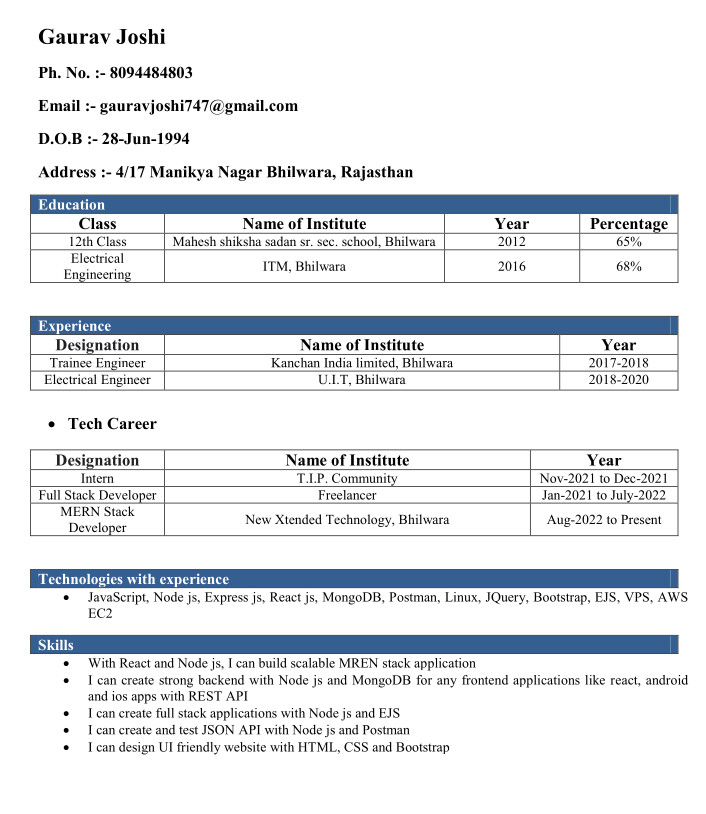 Gaurav Joshi
Ph. No. :- 8094484803
Email :- gauravjoshi747@gmail.com
D.O.B :- 28-Jun-1994
Address :- 4/17 Manikya Nagar Bhilwara, Rajasthan
Education
Class Name of Institute Year Percentage
12th Class Mahesh shiksha sadan sr. sec. school, Bhilwara 2012 65%
Electrical
Engineering ITM, Bhilwara 2016 68%
Experience
Designation Name of Institute Year
Trainee Engineer Kanchan India limited, Bhilwara 2017-2018
Electrical Engineer U.I.T, Bhilwara 2018-2020
• Tech Career
Designation Name of Institute Year
Intern T.I.P. Community Nov-2021 to Dec-2021
Full Stack Developer Freelancer Jan-2021 to July-2022
MERN Stack
Developer New Xtended Technology, Bhilwara Aug-2022 to Present
Technologies with experience
• JavaScript, Node js, Express js, React js, MongoDB, Postman, Linux, JQuery, Bootstrap, EJS, VPS, AWS
EC2
Skills
• With React and Node js, I can build scalable MREN stack application
• I can create strong backend with Node js and MongoDB for any frontend applications like react, android
and ios apps with REST API
• I can create full stack applications with Node js and EJS
• I can create and test JSON API with Node js and Postman
• I can design UI friendly website with HTML, CSS and Bootstrap